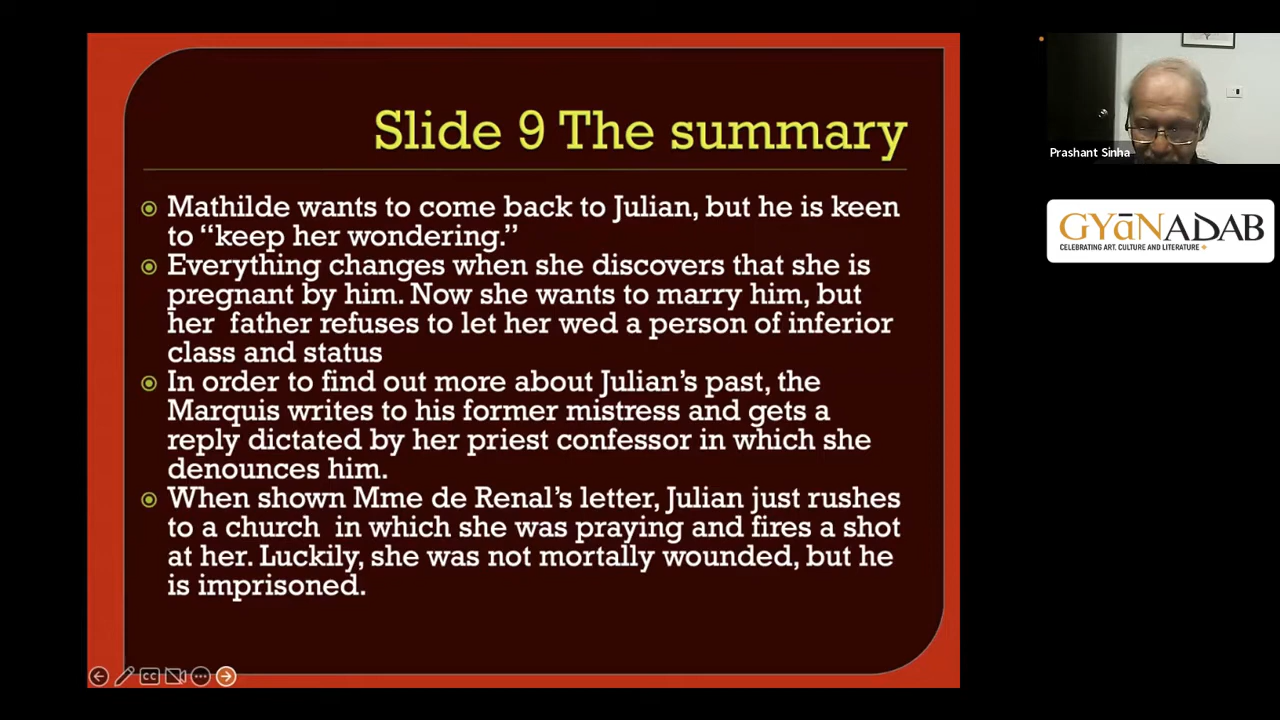 Slide 9 The summary
Mathilde wants to come back to Julian, but he is keen
to “keep her wondering.”
Everything changes when she discovers that she is
pregnant by him. Now she wants to marry him, but
her father refuses to let her wed a person of inferior
class and status
In order to find out more about Julian’s past, the
Marquis writes to his former mistress and gets a
reply dictated by her priest confessor in which she
denounces him.
When shown Mme de Renal’s letter, Julian just rushes
to a church in which she was praying and fires a shot
at her. Luckily, she was not mortally wounded, but he
is imprisoned.
CC
Prashant Sinha
GYāNADAB
CELEBRATING ART, CULTURE AND LITERATURE